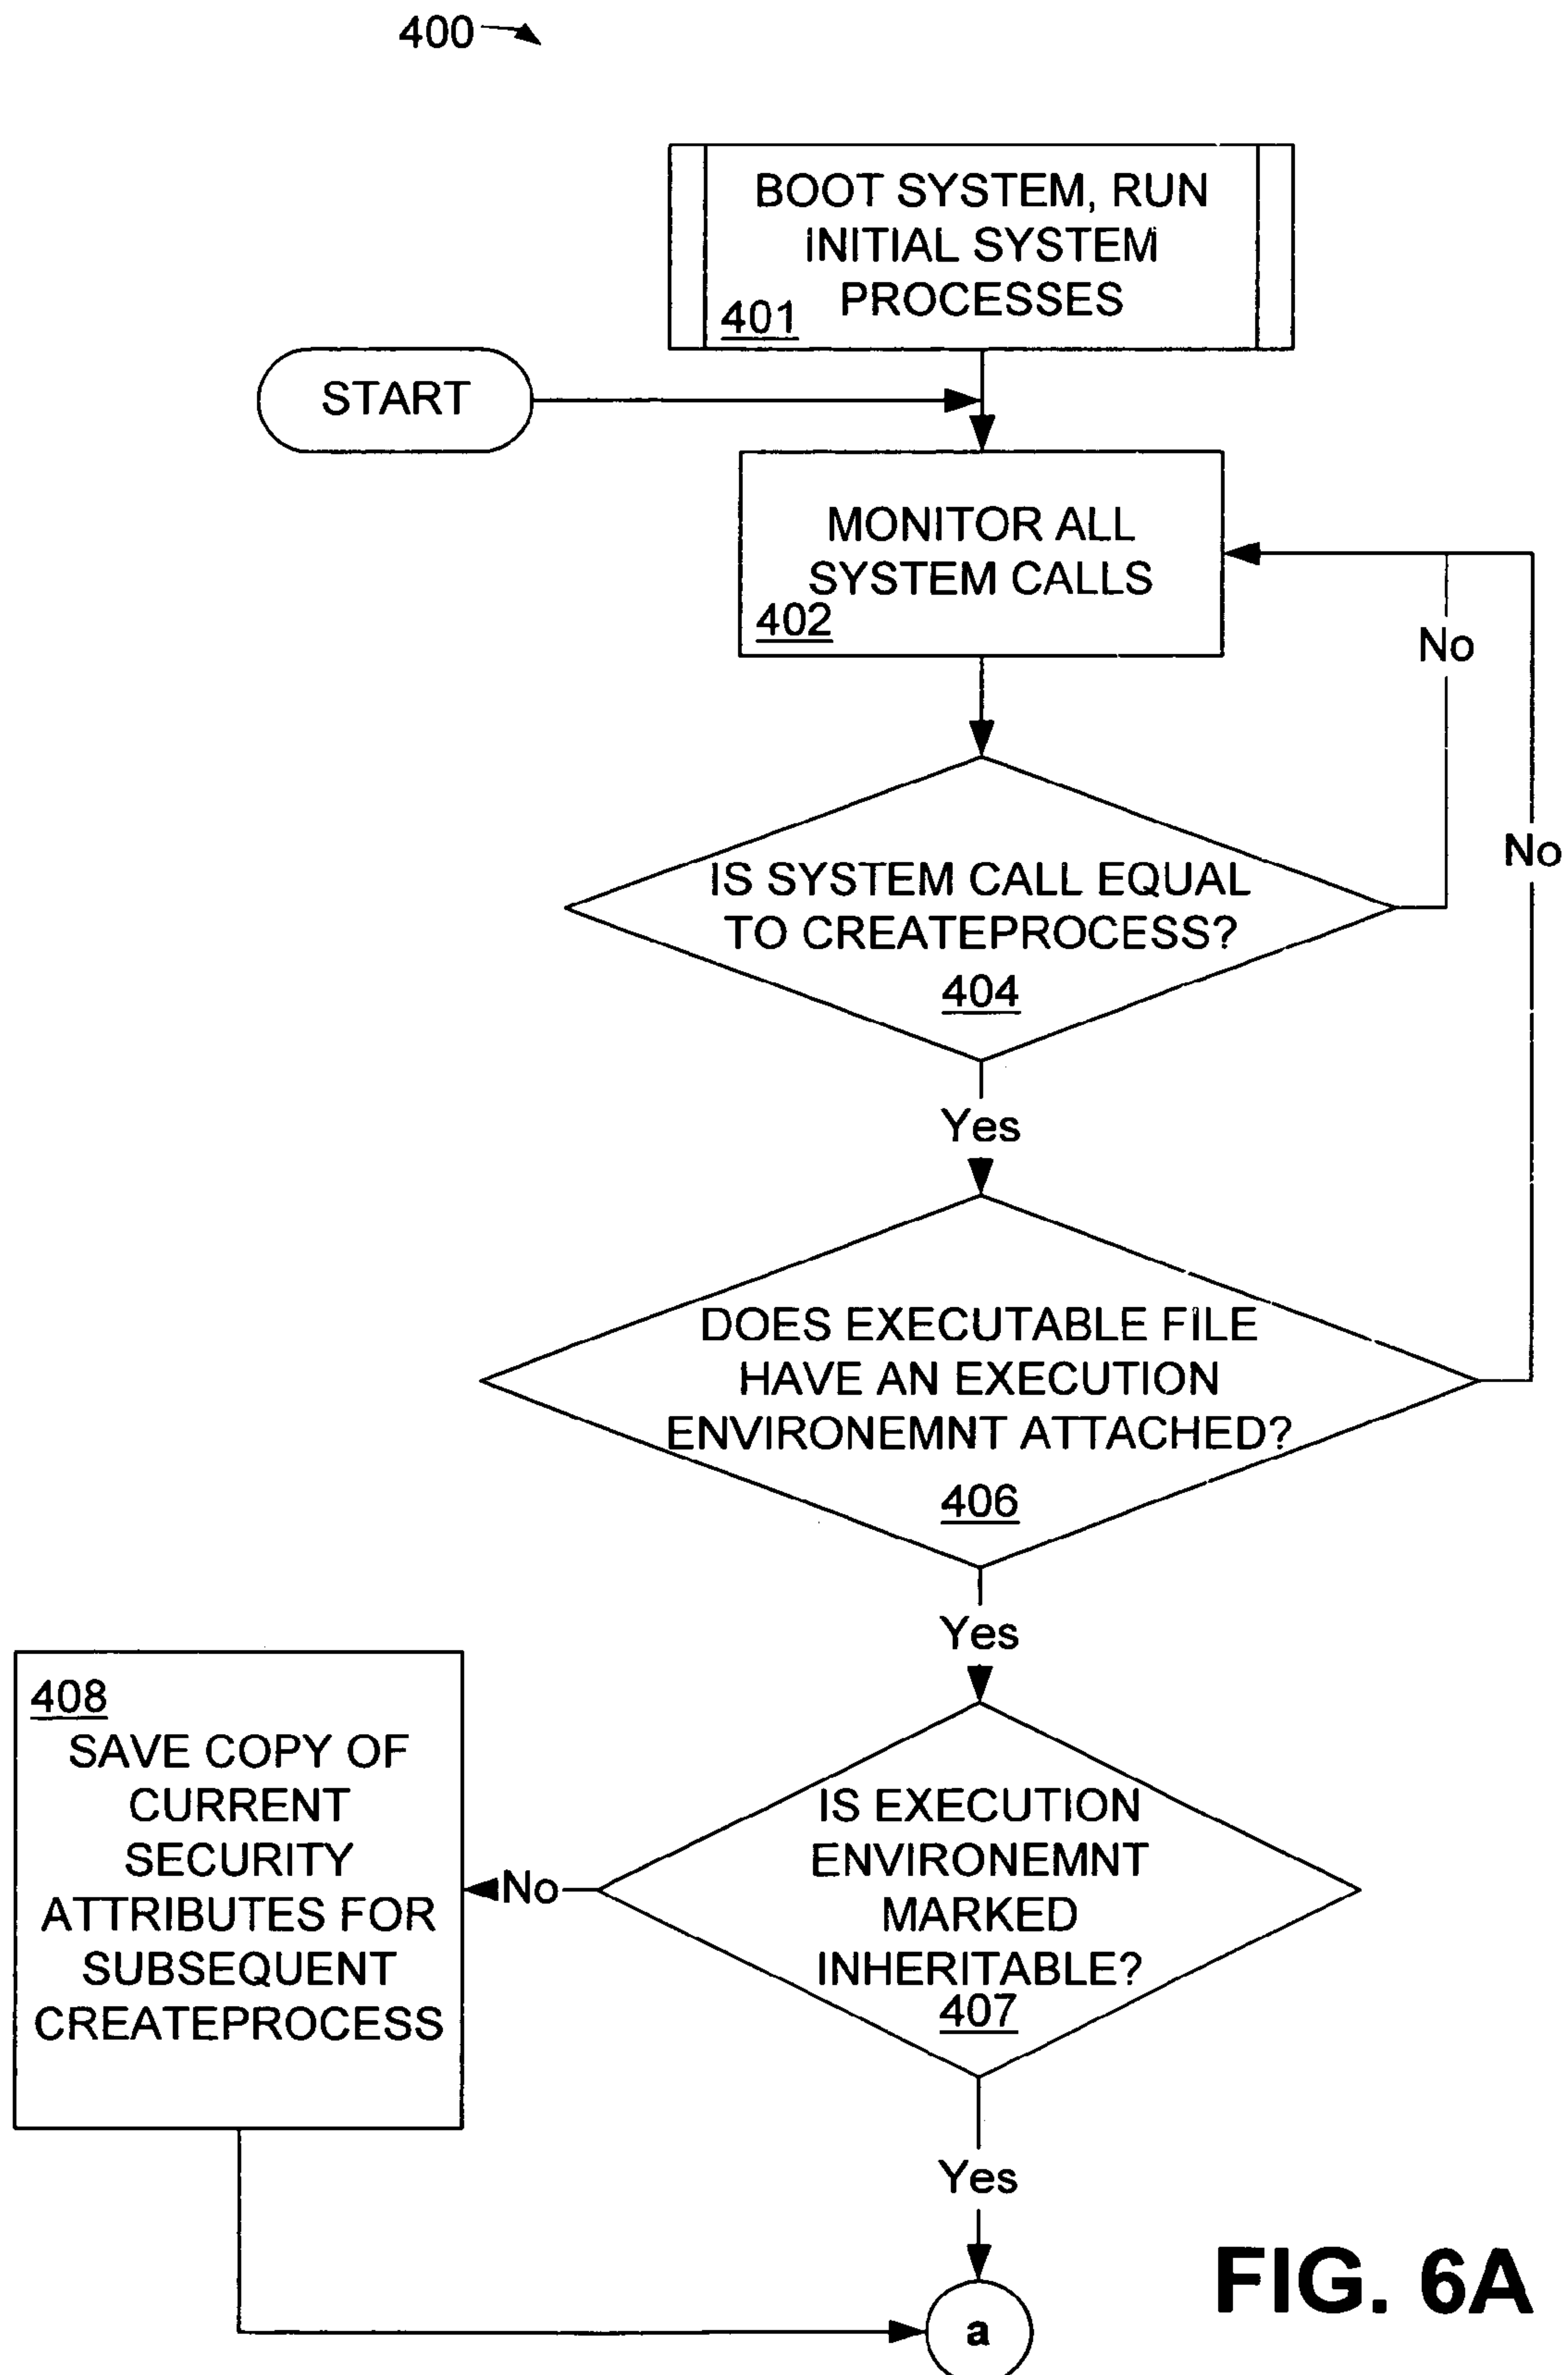 400
BOOT SYSTEM, RUN
INITIAL SYSTEM
PROCESSES
401
START
MONITOR ALL
SYSTEM CALLS
402
No
No
IS SYSTEM CALL EQUAL
TO CREATEPROCESS?
404
Yes
DOES EXECUTABLE FILE
HAVE AN EXECUTION
ENVIRONEMNT ATTACHED?
406
Yes
408
SAVE COPY OF
CURRENT
SECURITY
ATTRIBUTES FOR
SUBSEQUENT
CREATEPROCESS
No
IS EXECUTION
ENVIRONEMNT
MARKED
INHERITABLE?
407
Yes
a
FIG. 6A